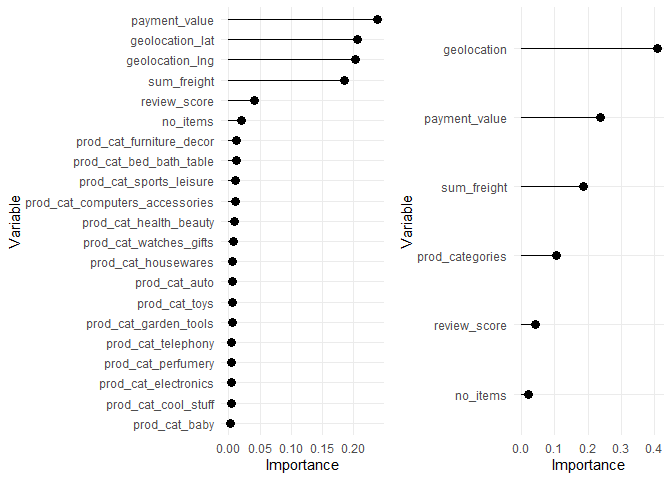 Variable
payment_value
geolocation_lat
geolocation_lng
sum_freight
review_score
no_items
prod_cat_furniture_decor
prod_cat_bed_bath_table
prod_cat_sports_leisure
prod_cat_computers_accessories
prod_cat_health_beauty
prod_cat_watches_gifts
prod_cat_housewares
prod_cat_auto
prod_cat_toys
prod_cat_garden_tools
prod_cat_telephony
prod_cat_perfumery
prod_cat_electronics
prod_cat_cool_stuff
prod_cat_baby
0.00 0.05 0.10 0.15 0.20
Importance
Variable
geolocation
payment_value
sum_freight
prod_categories
review_score
no_items
0.0 0.1 0.2 0.3 0.4
Importance